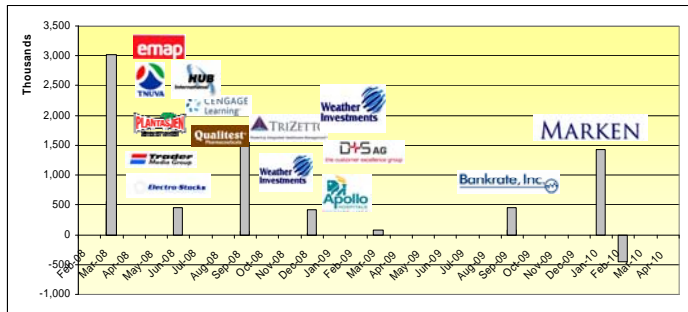 Thousands
3,500
3,000
2,500
2,000
1,500
1,000
500
0
-500
-1,000
emap
TNUVA
HUB
International
CENGAGE
Learning
PLANTASJEN
Qualitest
Pharmaceuticals
TRIZETTO
Weather
Investments
Trader
Media Group
Electro-Stocks
Weather
Investments
D+S AG
the customer excellence group
Apollo
HOSPITALS
Bankrate, Inc.
MARKEN
Feb-08
Mar-08
Apr-08
May-08
Jun-08
Jul-08
Aug-08
Sep-08
Oct-08
Nov-08
Dec-08
Jan-09
Feb-09
Mar-09
Apr-09
May-09
Jun-09
Jul-09
Aug-09
Sep-09
Oct-09
Nov-09
Dec-09
Jan-10
Feb-10
Mar-10
Apr-10